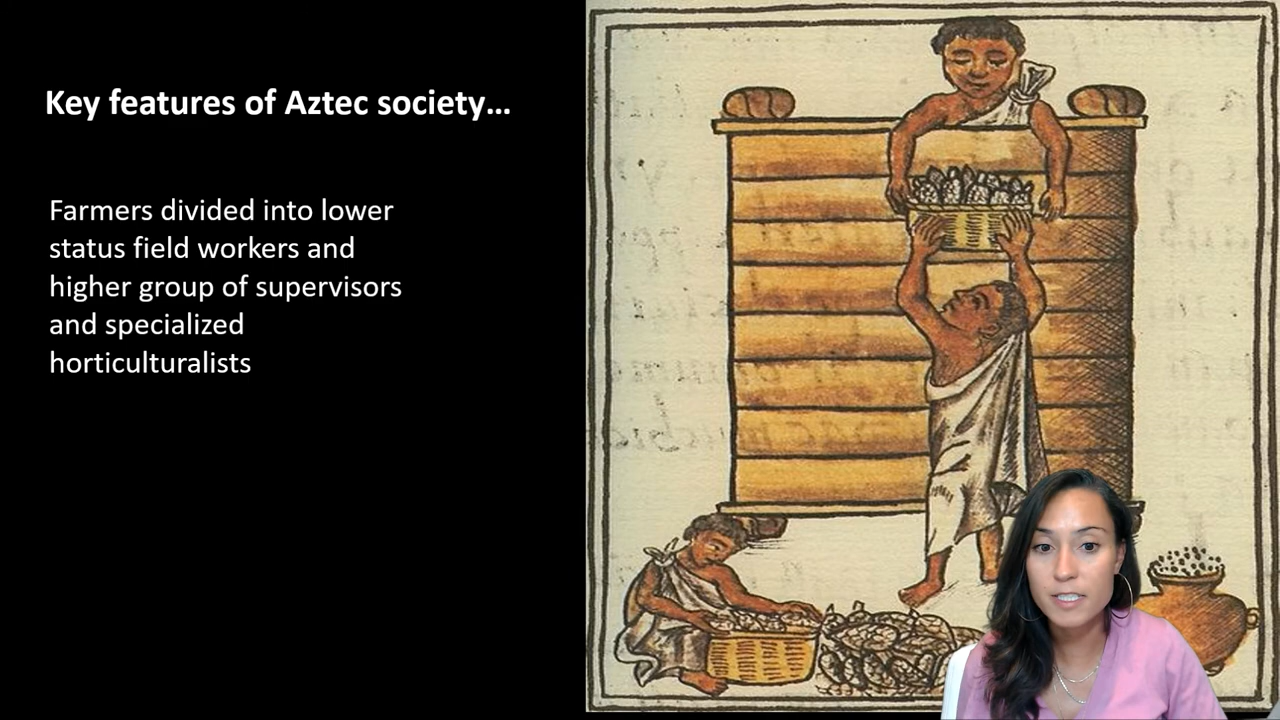 Key features of Aztec society...
Farmers divided into lower
status field workers and
higher group of supervisors
and specialized
horticulturalists